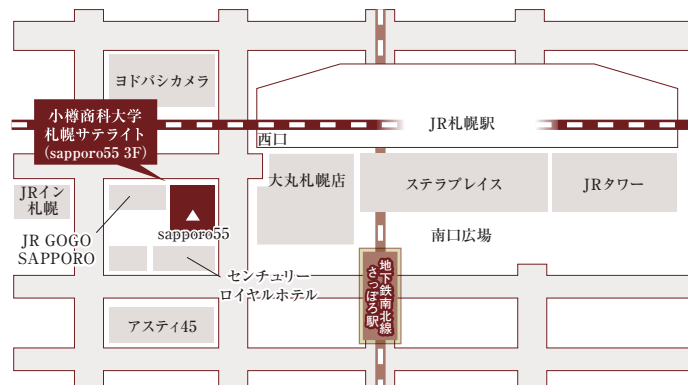 ヨドバシカメラ
小樽商科大学
札幌サテライト
(sapporo55 3F)
JR札幌駅
西口
大丸札幌店
ステラプレイス
JRタワー
JRイン
札幌
sapporo55
JR GOGO
SAPPORO
南口広場
センチュリー
ロイヤルホテル
地下鉄南北線
さっぽろ駅
アスティ45